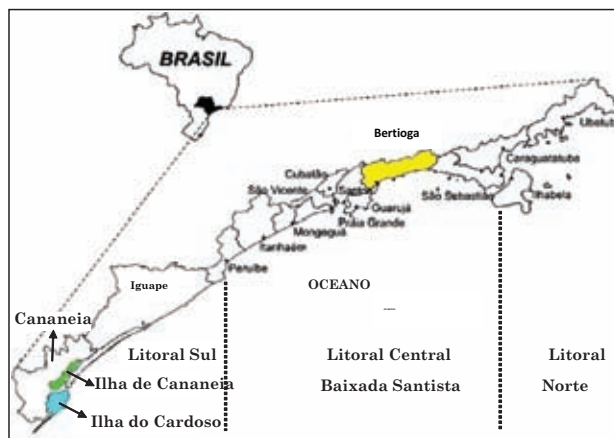 BRASIL
Bertioga
Ubatuba
Caraguatatuba
Cubatão
São Vicente
Santos
São Sebastião
Ilhabela
Guarujá
Praia Grande
Mongaguá
Itanhaém
Peruíbe
Iguape
OCEANO
Cananeia
Litoral Sul
Litoral Central
Litoral
Ilha de Cananeia
Baixada Santista
Norte
Ilha do Cardoso